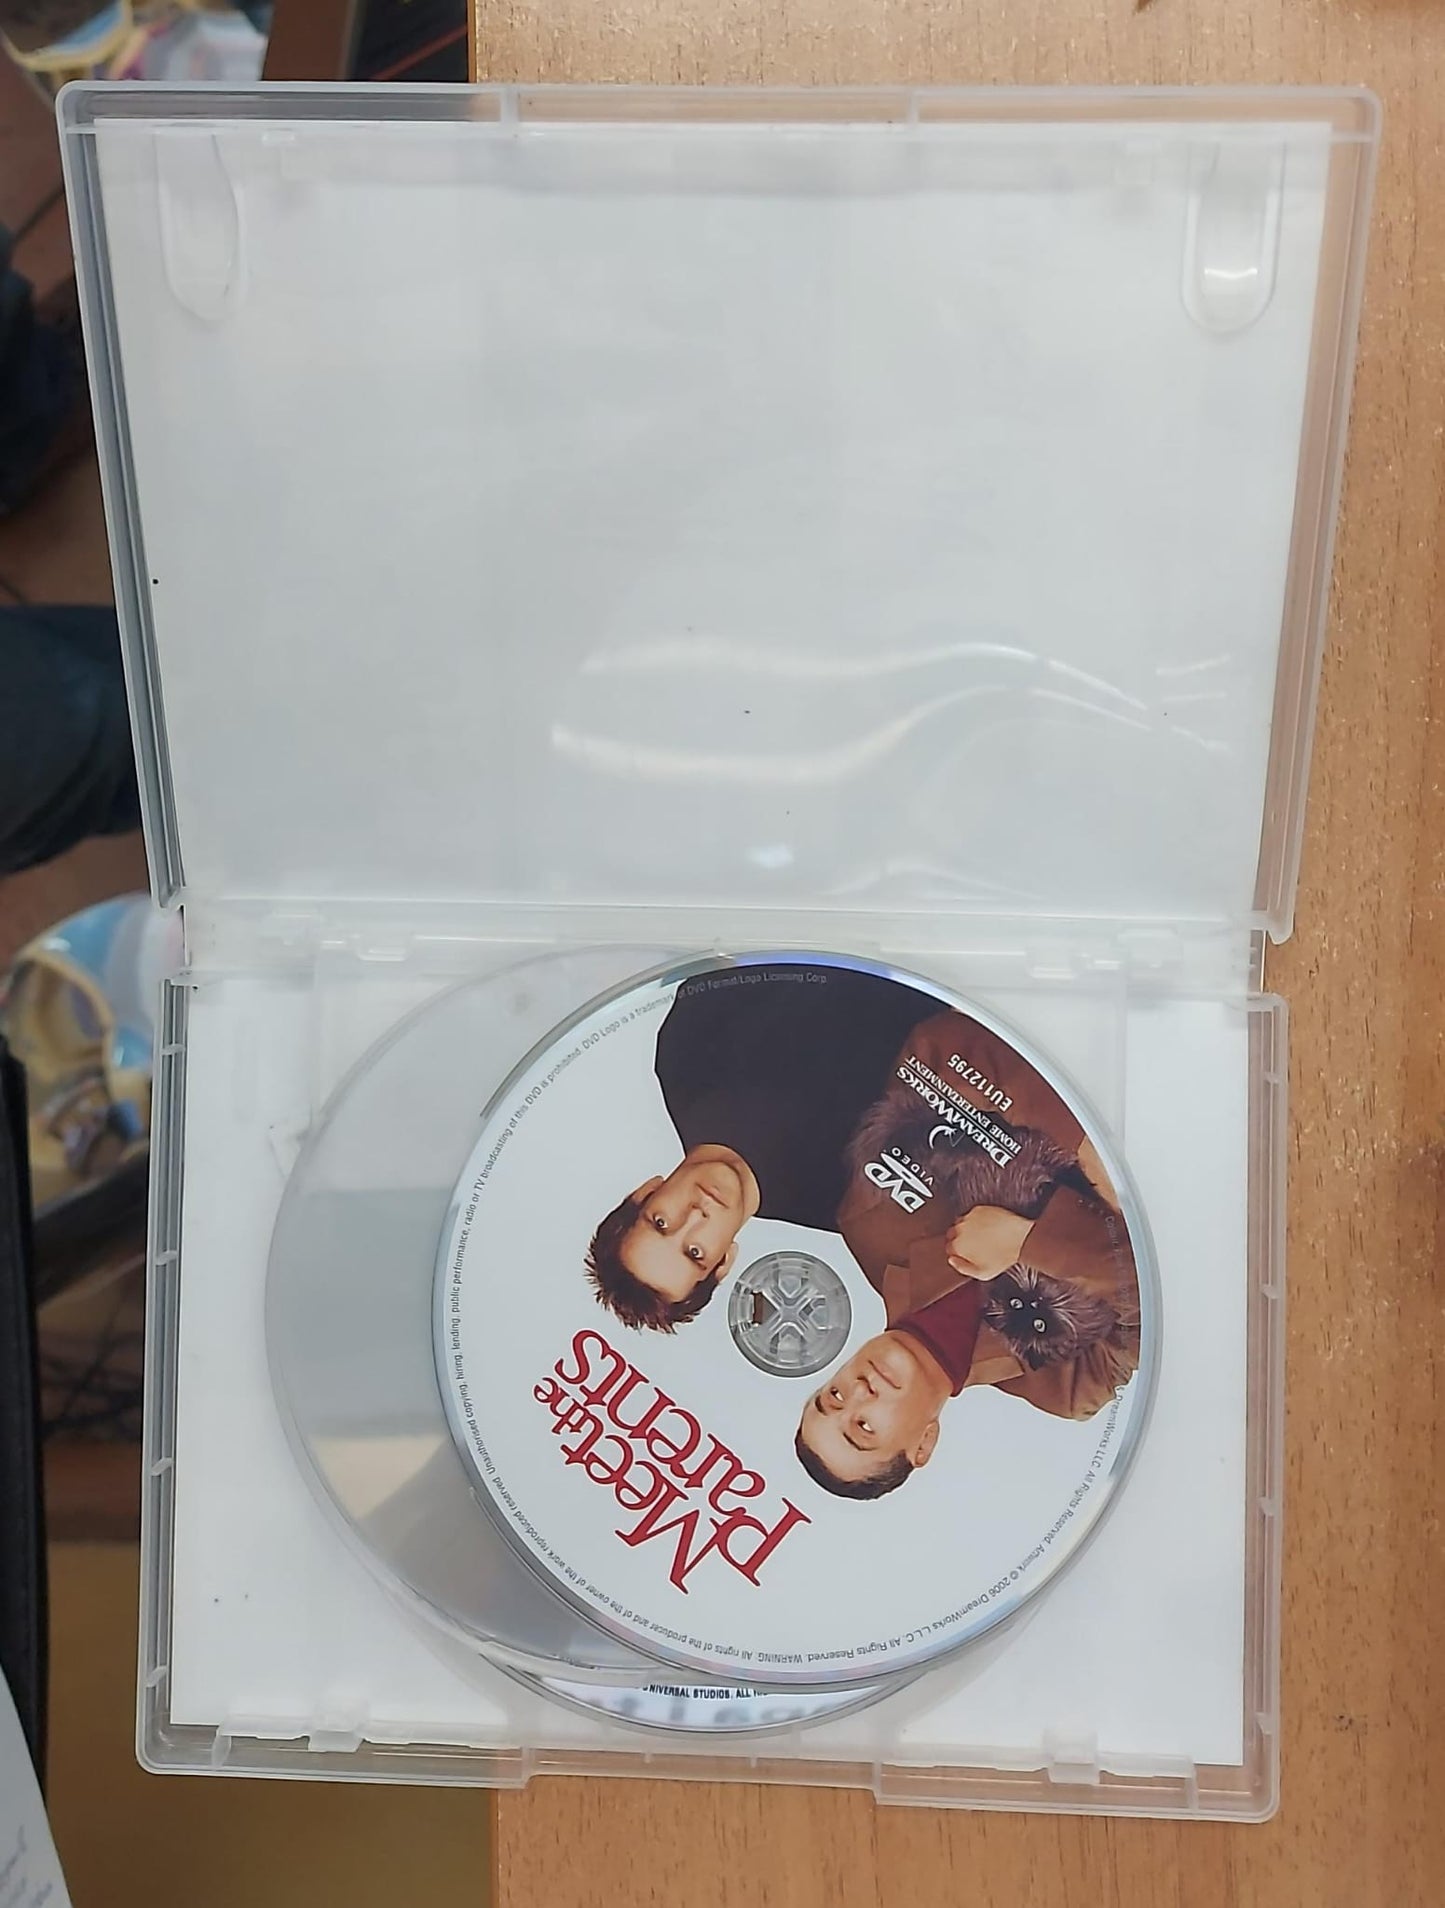 Meet the
Parents
DVD
VIDEO
DREAMWORKS
HOME ENTERTAINMENT
EU112795
DreamWorks LLC. All Rights Reserved. Artwork © 2006 DreamWorks L.L.C. All Rights Reserved. WARNING: All rights of the producer and of the owner of the work reproduced reserved. Unauthorised copying, hiring, lending, public performance, radio or TV broadcasting of this DVD is prohibited. DVD Logo is a trademark of DVD Format/Logo Licensing Corp.
UNIVERSAL STUDIOS. ALL